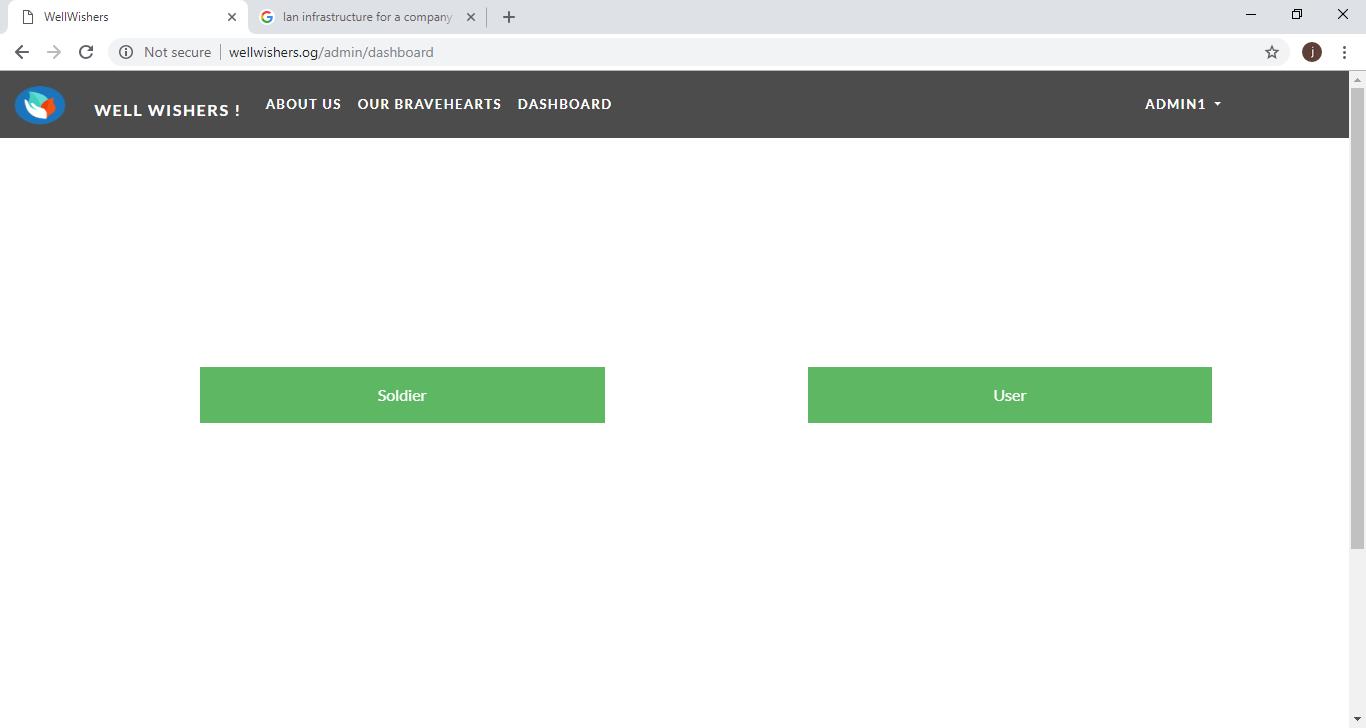 WellWishers
lan infrastructure for a company
Not secure
wellwishers.og/admin/dashboard
j
WELL WISHERS !
ABOUT US
OUR BRAVEHEARTS
DASHBOARD
ADMIN1
Soldier
User